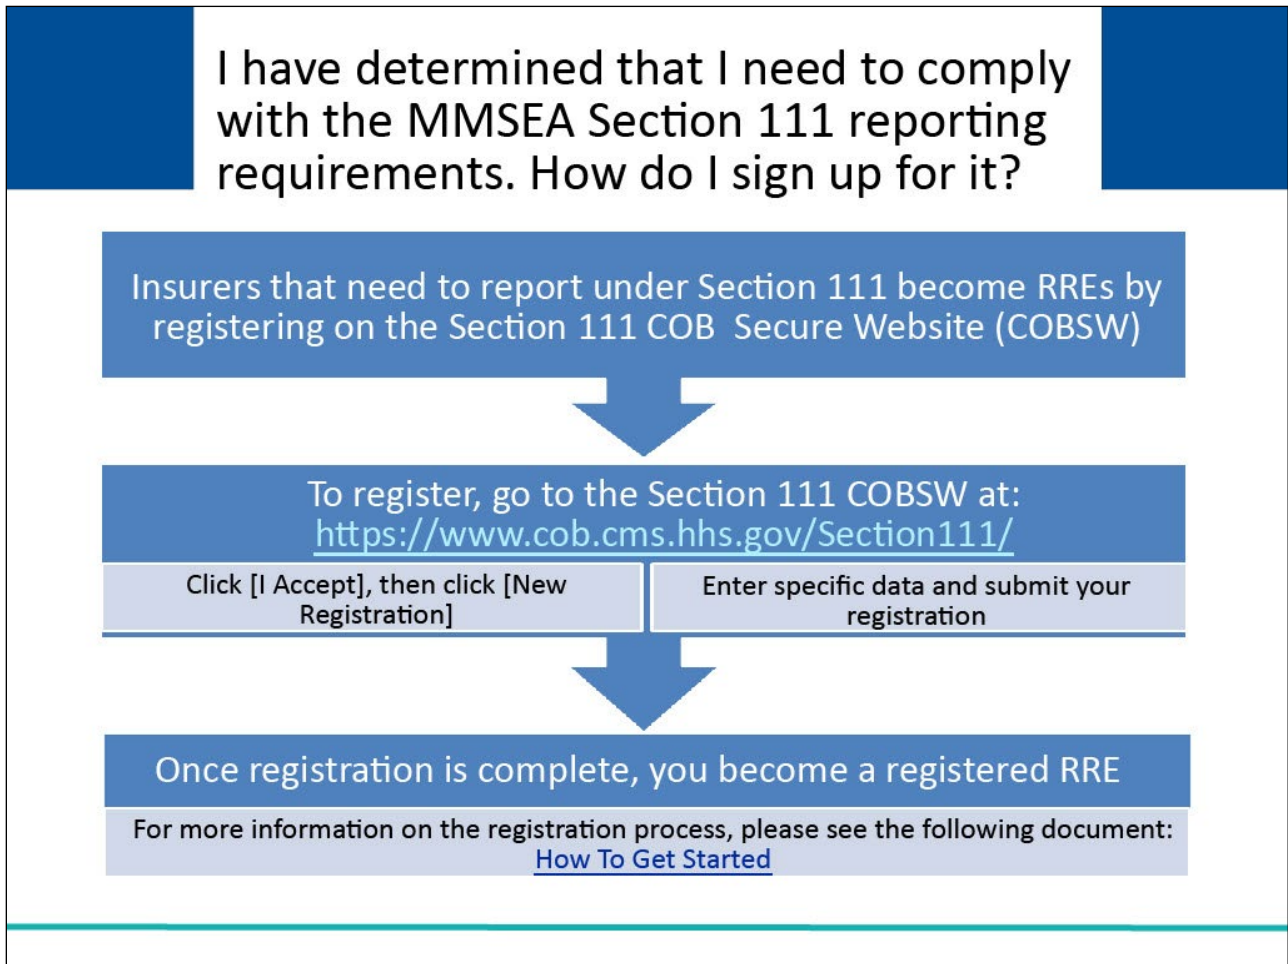 I have determined that I need to comply
with the MMSEA Section 111 reporting
requirements. How do I sign up for it?
Insurers that need to report under Section 111 become RREs by
registering on the Section 111 COB  Secure Website (COBSW)
To register, go to the Section 111 COBSW at:
https://www.cob.cms.hhs.gov/Section111/
Click [I Accept], then click [New
Registration]
Enter specific data and submit your
registration
Once registration is complete, you become a registered RRE
For more information on the registration process, please see the following document:
How To Get Started